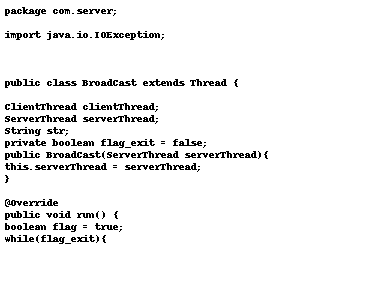 package com.server;
import java.io.IOException;
public class BroadCast extends Thread {
ClientThread clientThread;
ServerThread serverThread;
String str;
private boolean flag_exit = false;
public BroadCast(ServerThread serverThread){
this.serverThread = serverThread;
}
@Override
public void run() {
boolean flag = true;
while(flag_exit){